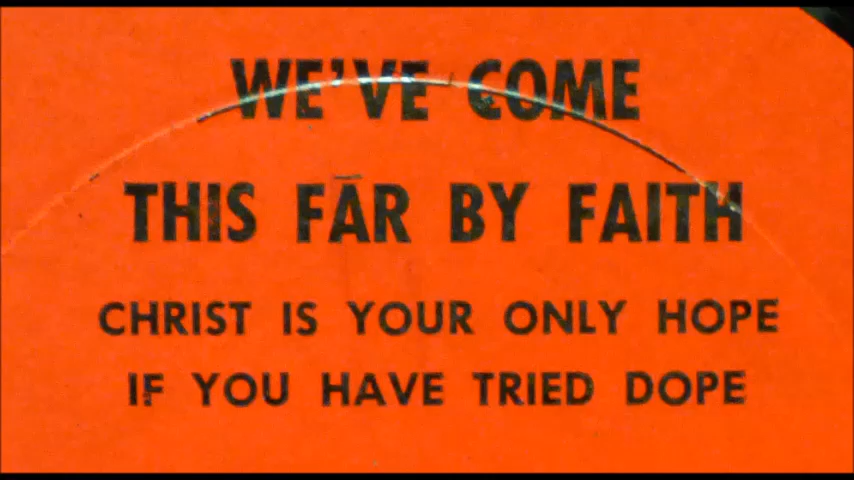 WE'VE COME
THIS FAR BY FAITH
CHRIST IS YOUR ONLY HOPE
IF YOU HAVE TRIED DOPE